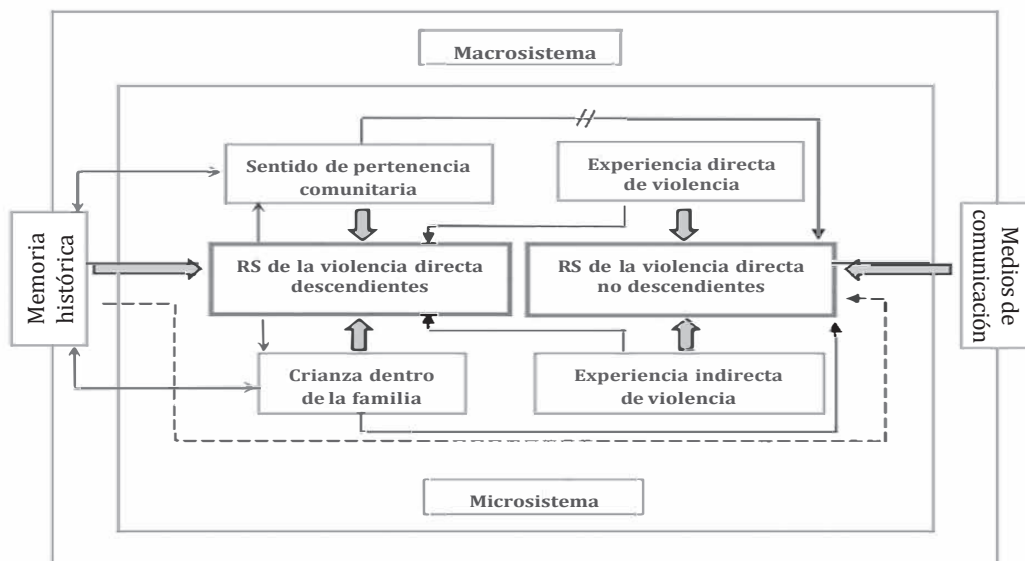 Macrosistema
Sentido de pertenencia
comunitaria
Experiencia directa
de violencia
Memoria
histórica
RS de la violencia directa
descendientes
RS de la violencia directa
no descendientes
Medios de
comunicación
Crianza dentro
de la familia
Experiencia indirecta
de violencia
Microsistema